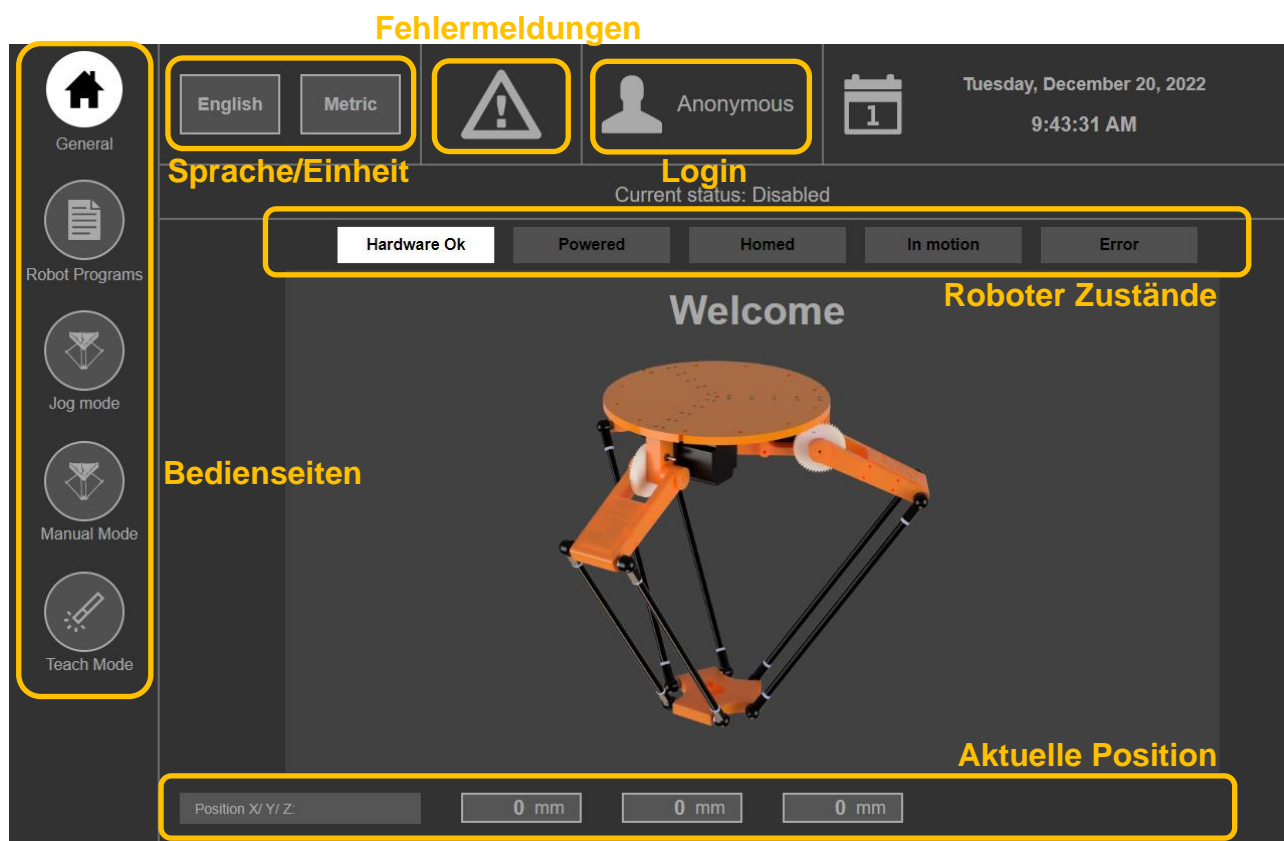 Fehlermeldungen
English
Metric
Anonymous
1
Tuesday, December 20, 2022
9:43:31 AM
General
Sprache/Einheit
Login
Current status: Disabled
Hardware Ok
Powered
Homed
In motion
Error
Robot Programs
Roboter Zustände
Welcome
Jog mode
Bedienseiten
Manual Mode
Teach Mode
Aktuelle Position
Position X/ Y/ Z:
0 mm
0 mm
0 mm